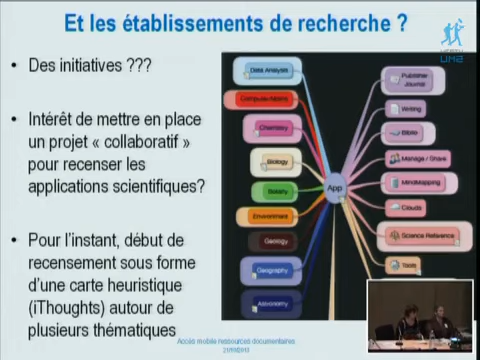 Et les établissements de recherche ?
• Des initiatives ???
• Intérêt de mettre en place
un projet « collaboratif »
pour recenser les
applications scientifiques?
• Pour l'instant, début de
recensement sous forme
d'une carte heuristique
(iThoughts) autour de
plusieurs thématiques
Data Analysis
Chemistry
Biology
Botany
Environment
Geology
Geography
Astronomy
App
Publisher
Journal
Writing
Biblio
Manage / Share
MindMapping
Clouds
Science Reference
Tools
UM2
Accès mobile ressources documentaires